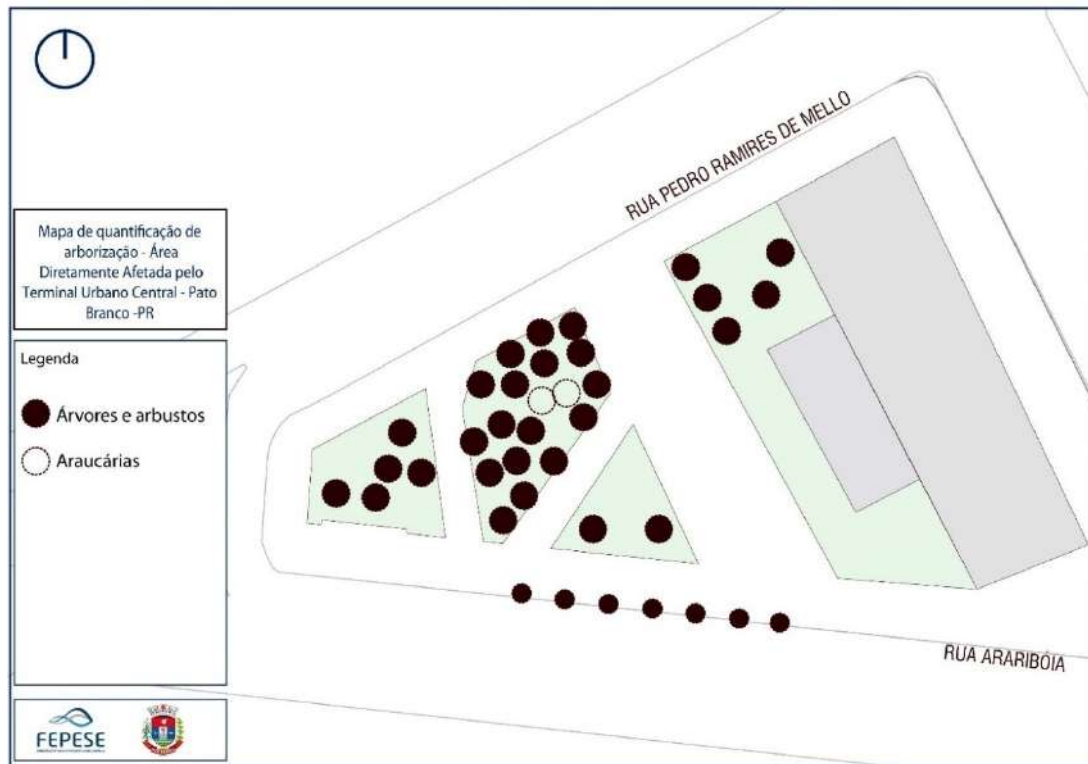 Mapa de quantificação de
arborização - Área
Diretamente Afetada pelo
Terminal Urbano Central - Pato
Branco -PR
Legenda
Árvores e arbustos
Araucárias
RUA PEDRO RAMIRES DE MELLO
RUA ARARIBÓIA
FEPESE